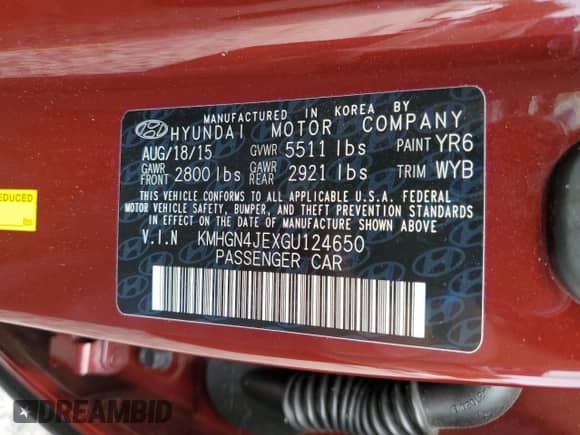 MANUFACTURED IN KOREA BY
HYUNDAI MOTOR COMPANY
AUG/18/15 GVWR 5511 lbs PAINT YR6
GAWR FRONT 2800 lbs GAWR REAR 2921 lbs TRIM WYB
THIS VEHICLE CONFORMS TO ALL APPLICABLE U.S.A. FEDERAL
MOTOR VEHICLE SAFETY, BUMPER, AND THEFT PREVENTION STANDARDS
IN EFFECT ON THE DATE OF MANUFACTURE SHOWN ABOVE.
V.I.N KMHGN4JEXGU124650
PASSENGER CAR
EDUCED
DREAMBID